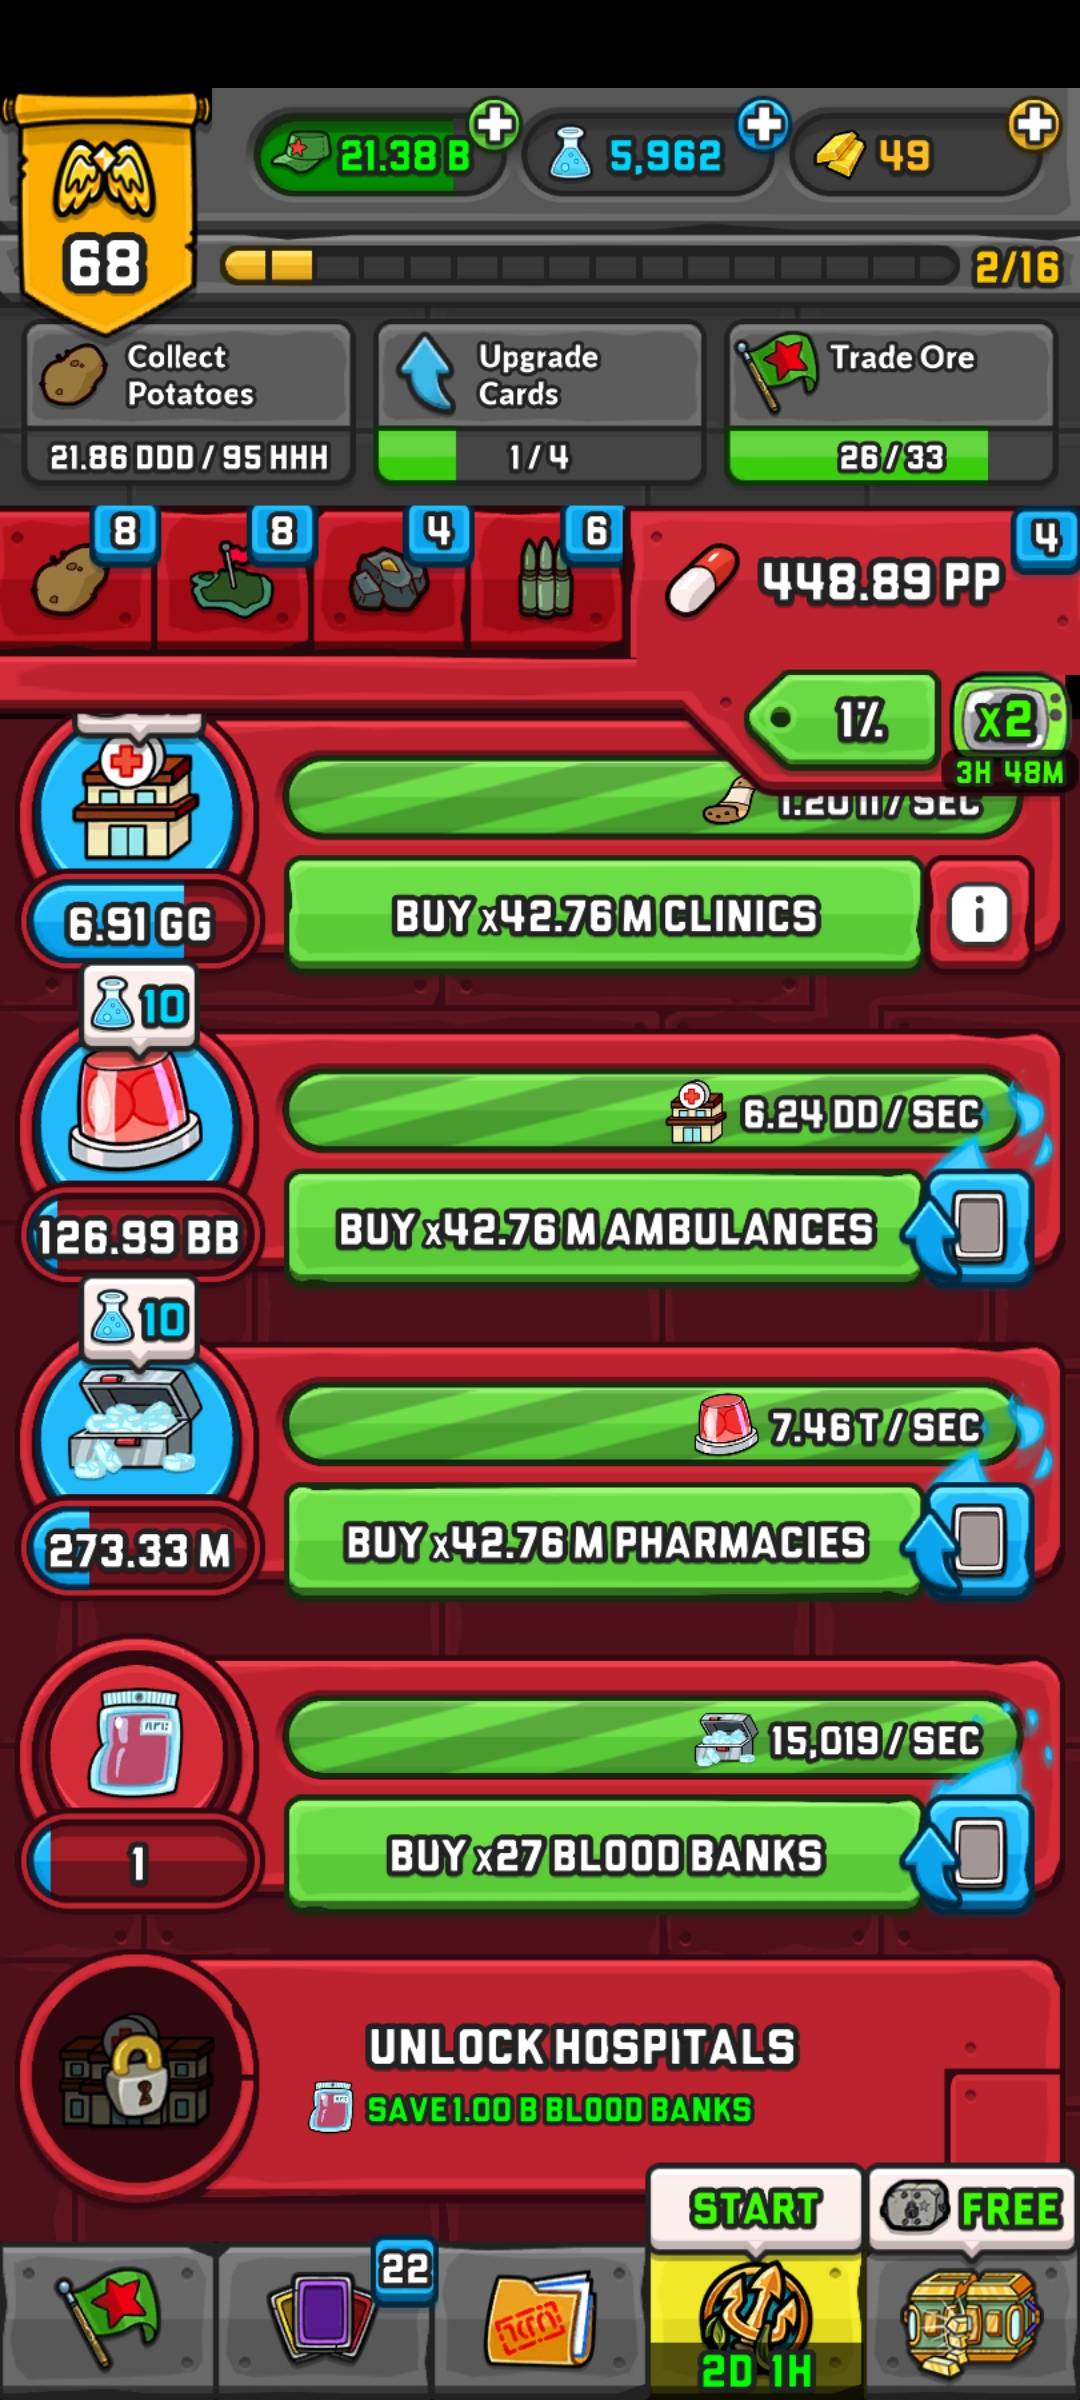 21.38 B
5,962
49
68
2/16
Collect
Potatoes
Upgrade
Cards
Trade Ore
21.86 DDD / 95 HHH
1 / 4
26 / 33
8
8
4
6
4
448.89 PP
1%
x2
3H 48M
/ SEC
6.91 GG
BUY x42.76 M CLINICS
i
10
6.24 DD / SEC
126.99 BB
BUY x42.76 M AMBULANCES
10
7.46 T / SEC
273.33 M
BUY x42.76 M PHARMACIES
15,019 / SEC
1
BUY x27 BLOOD BANKS
UNLOCK HOSPITALS
SAVE 1.00 B BLOOD BANKS
START
FREE
22
2D 1H